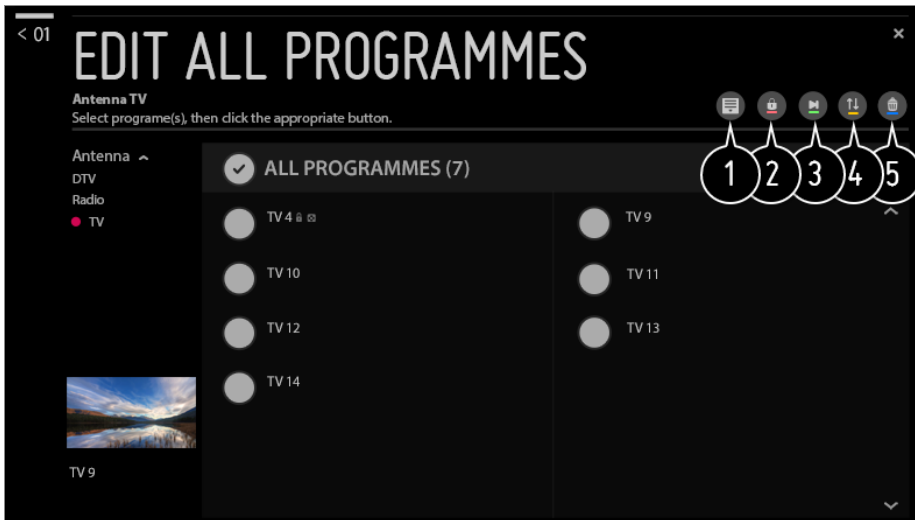 < 01
EDIT ALL PROGRAMMES
Antenna TV
Select programe(s), then click the appropriate button.
1 2 3 4 5
Antenna
DTV
Radio
TV
ALL PROGRAMMES (7)
TV 4
TV 9
TV 10
TV 11
TV 12
TV 13
TV 14
TV 9